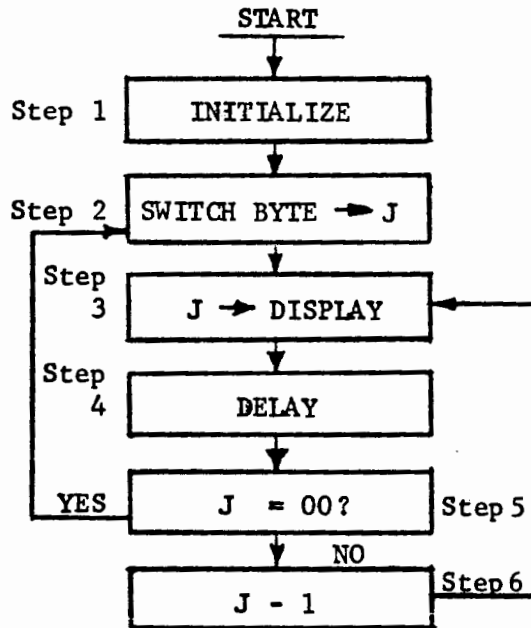 START
Step 1
INITIALIZE
Step 2
SWITCH BYTE → J
Step
3
J → DISPLAY
Step
4
DELAY
YES
J = 00?
Step 5
NO
Step 6
J - 1